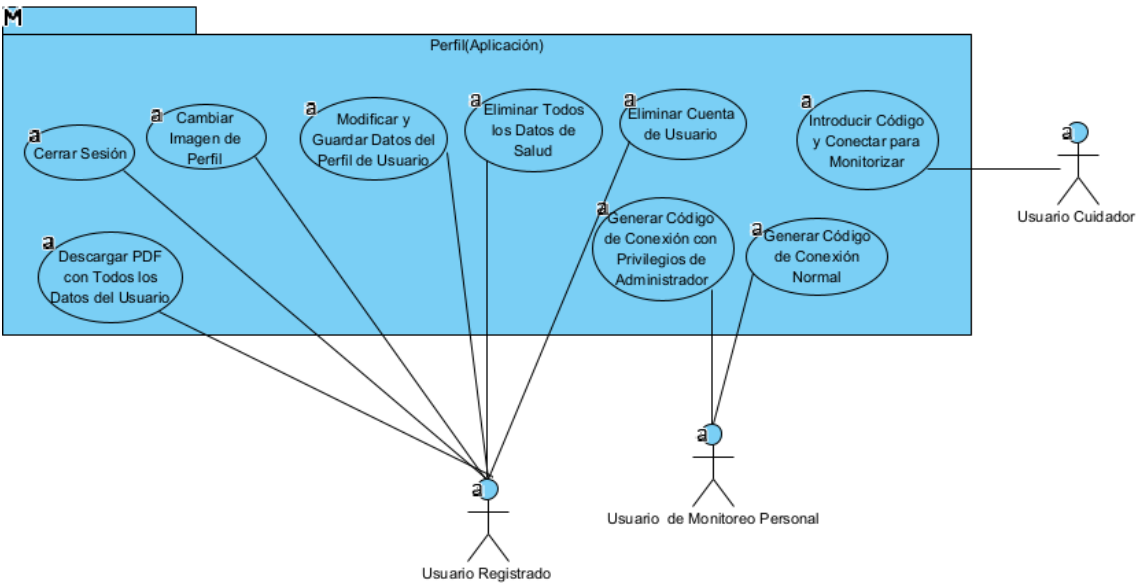 M
Perfil(Aplicación)
a
Cerrar Sesión
a
Cambiar
Imagen de
Perfil
a
Modificar y
Guardar Datos del
Perfil de Usuario
a
Eliminar Todos
los Datos de
Salud
a
Eliminar Cuenta
de Usuario
a
Introducir Código
y Conectar para
Monitorizar
a
Usuario Cuidador
a
Descargar PDF
con Todos los
Datos del Usuario
a
Generar Código
de Conexión con
Privilegios de
Administrador
a
Generar Código
de Conexión
Normal
a
Usuario de Monitoreo Personal
a
Usuario Registrado